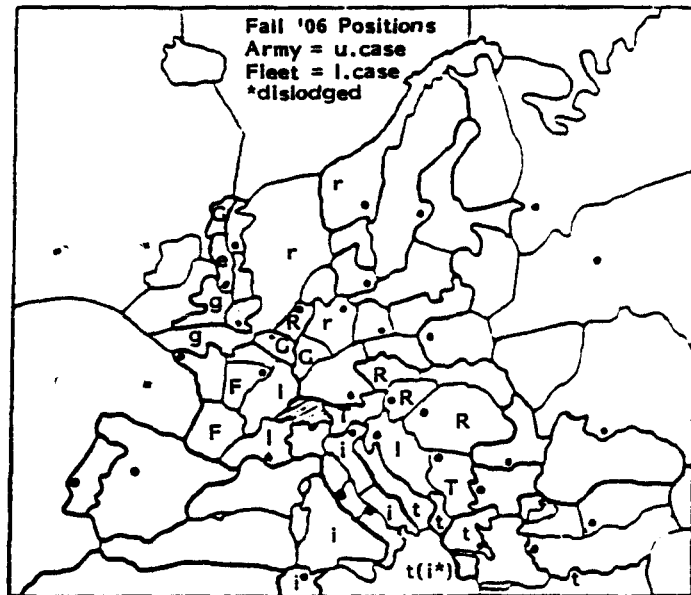 Fall '06 Positions
Army = u.case
Fleet = l.case
*dislodged
r
G
r
e
g
R r
g
G G
F I R
T R
R
F I i I
T
i t
i t t
t(i*)
i t